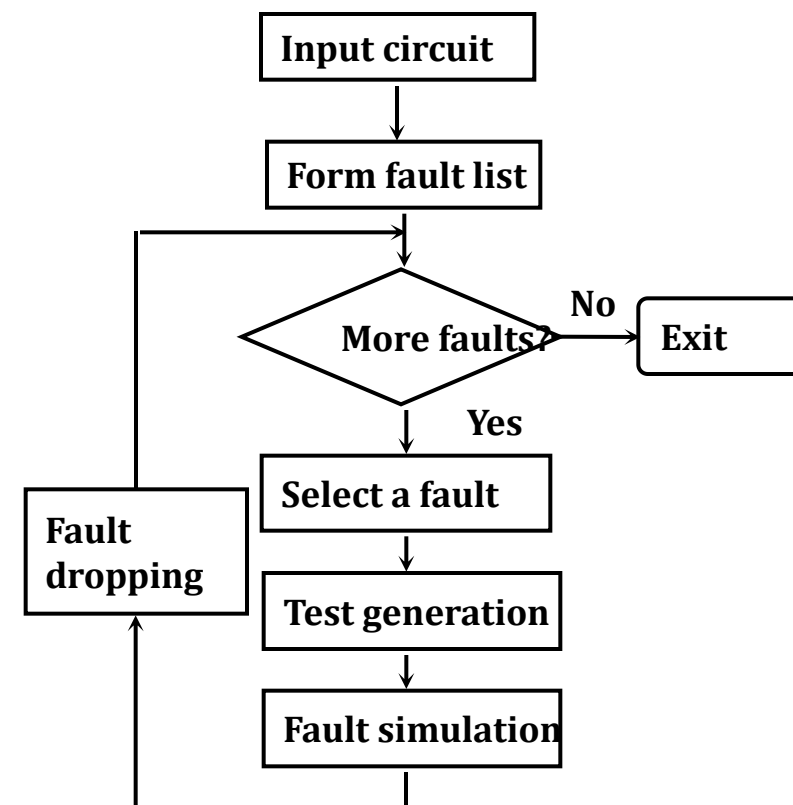 Input circuit
Form fault list
More faults?
No
Exit
Yes
Select a fault
Fault
dropping
Test generation
Fault simulation